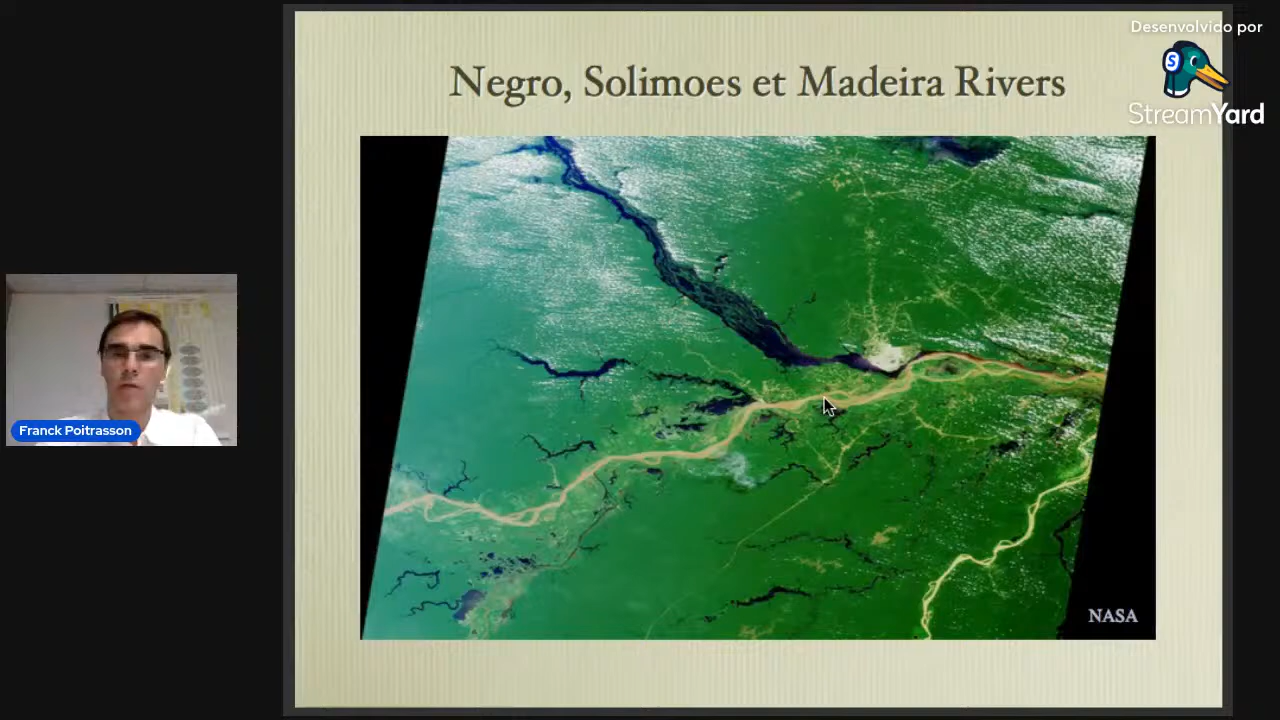 Desenvolvido por
StreamYard
Negro, Solimoes et Madeira Rivers
Franck Poitrasson
NASA